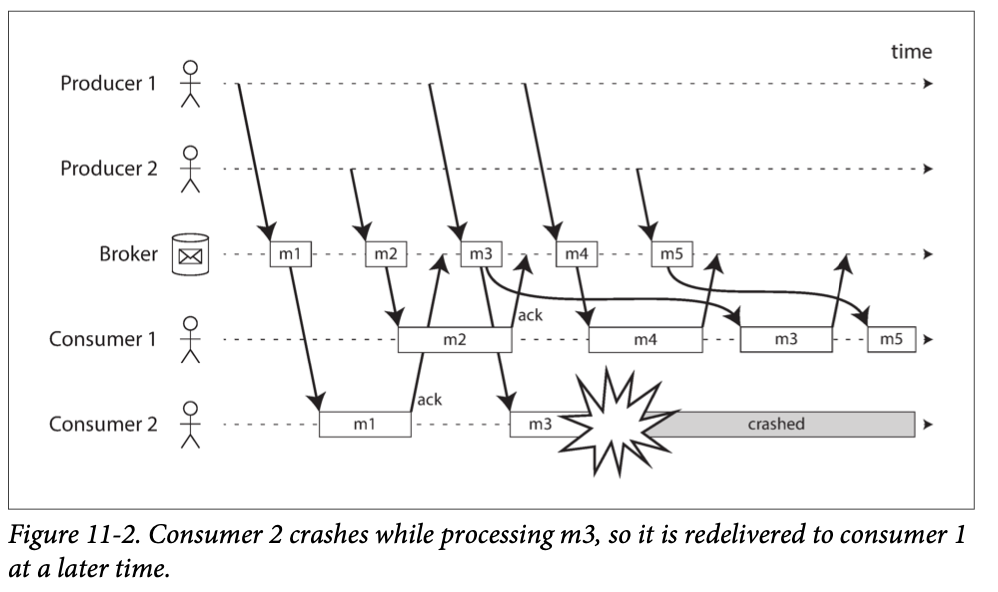 time
Producer 1
Producer 2
Broker m1 m2 m3 m4 m5
ack
Consumer 1 m2 m4 m3 m5
ack
Consumer 2 m1 m3 crashed
Figure 11-2. Consumer 2 crashes while processing m3, so it is redelivered to consumer 1
at a later time.